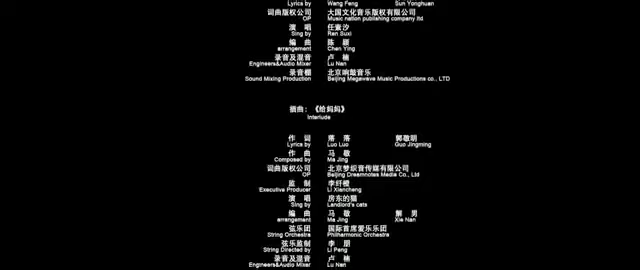 Lyrics by Wang Feng Sun Yonghuan
词曲版权公司 大国文化音乐版权有限公司
OP Music nation publishing company ltd
演 唱 任素汐
Sing by Ren Suxi
编 曲 陈 颖
arrangement Chen Ying
录音及混音 卢 楠
Engineers&Audio Mixer Lu Nan
录音棚 北京响敲音乐
Sound Mixing Production Beijing Megawave Music Productions co., LTD
插曲：《给妈妈》
Interlude
作 词 落 落 郭敬明
Lyrics by Luo Luo Guo Jingming
作 曲 马 敬
Composed by Ma Jing
词曲版权公司 北京梦织音传媒有限公司
OP Beijing Dreamnotes Media Co., Ltd
监 制 李纤橙
Executive Producer Li Xiancheng
演 唱 房东的猫
Sing by Landlord's cats
编 曲 马 敬 解 男
arrangement Ma Jing Xie Nan
弦乐团 国际首席爱乐乐团
String Orchestra Philharmonic Orchestra
弦乐监制 李 朋
String Directed by Li Peng
录音及混音 卢 楠
Engineers&Audio Mixer Lu Nan